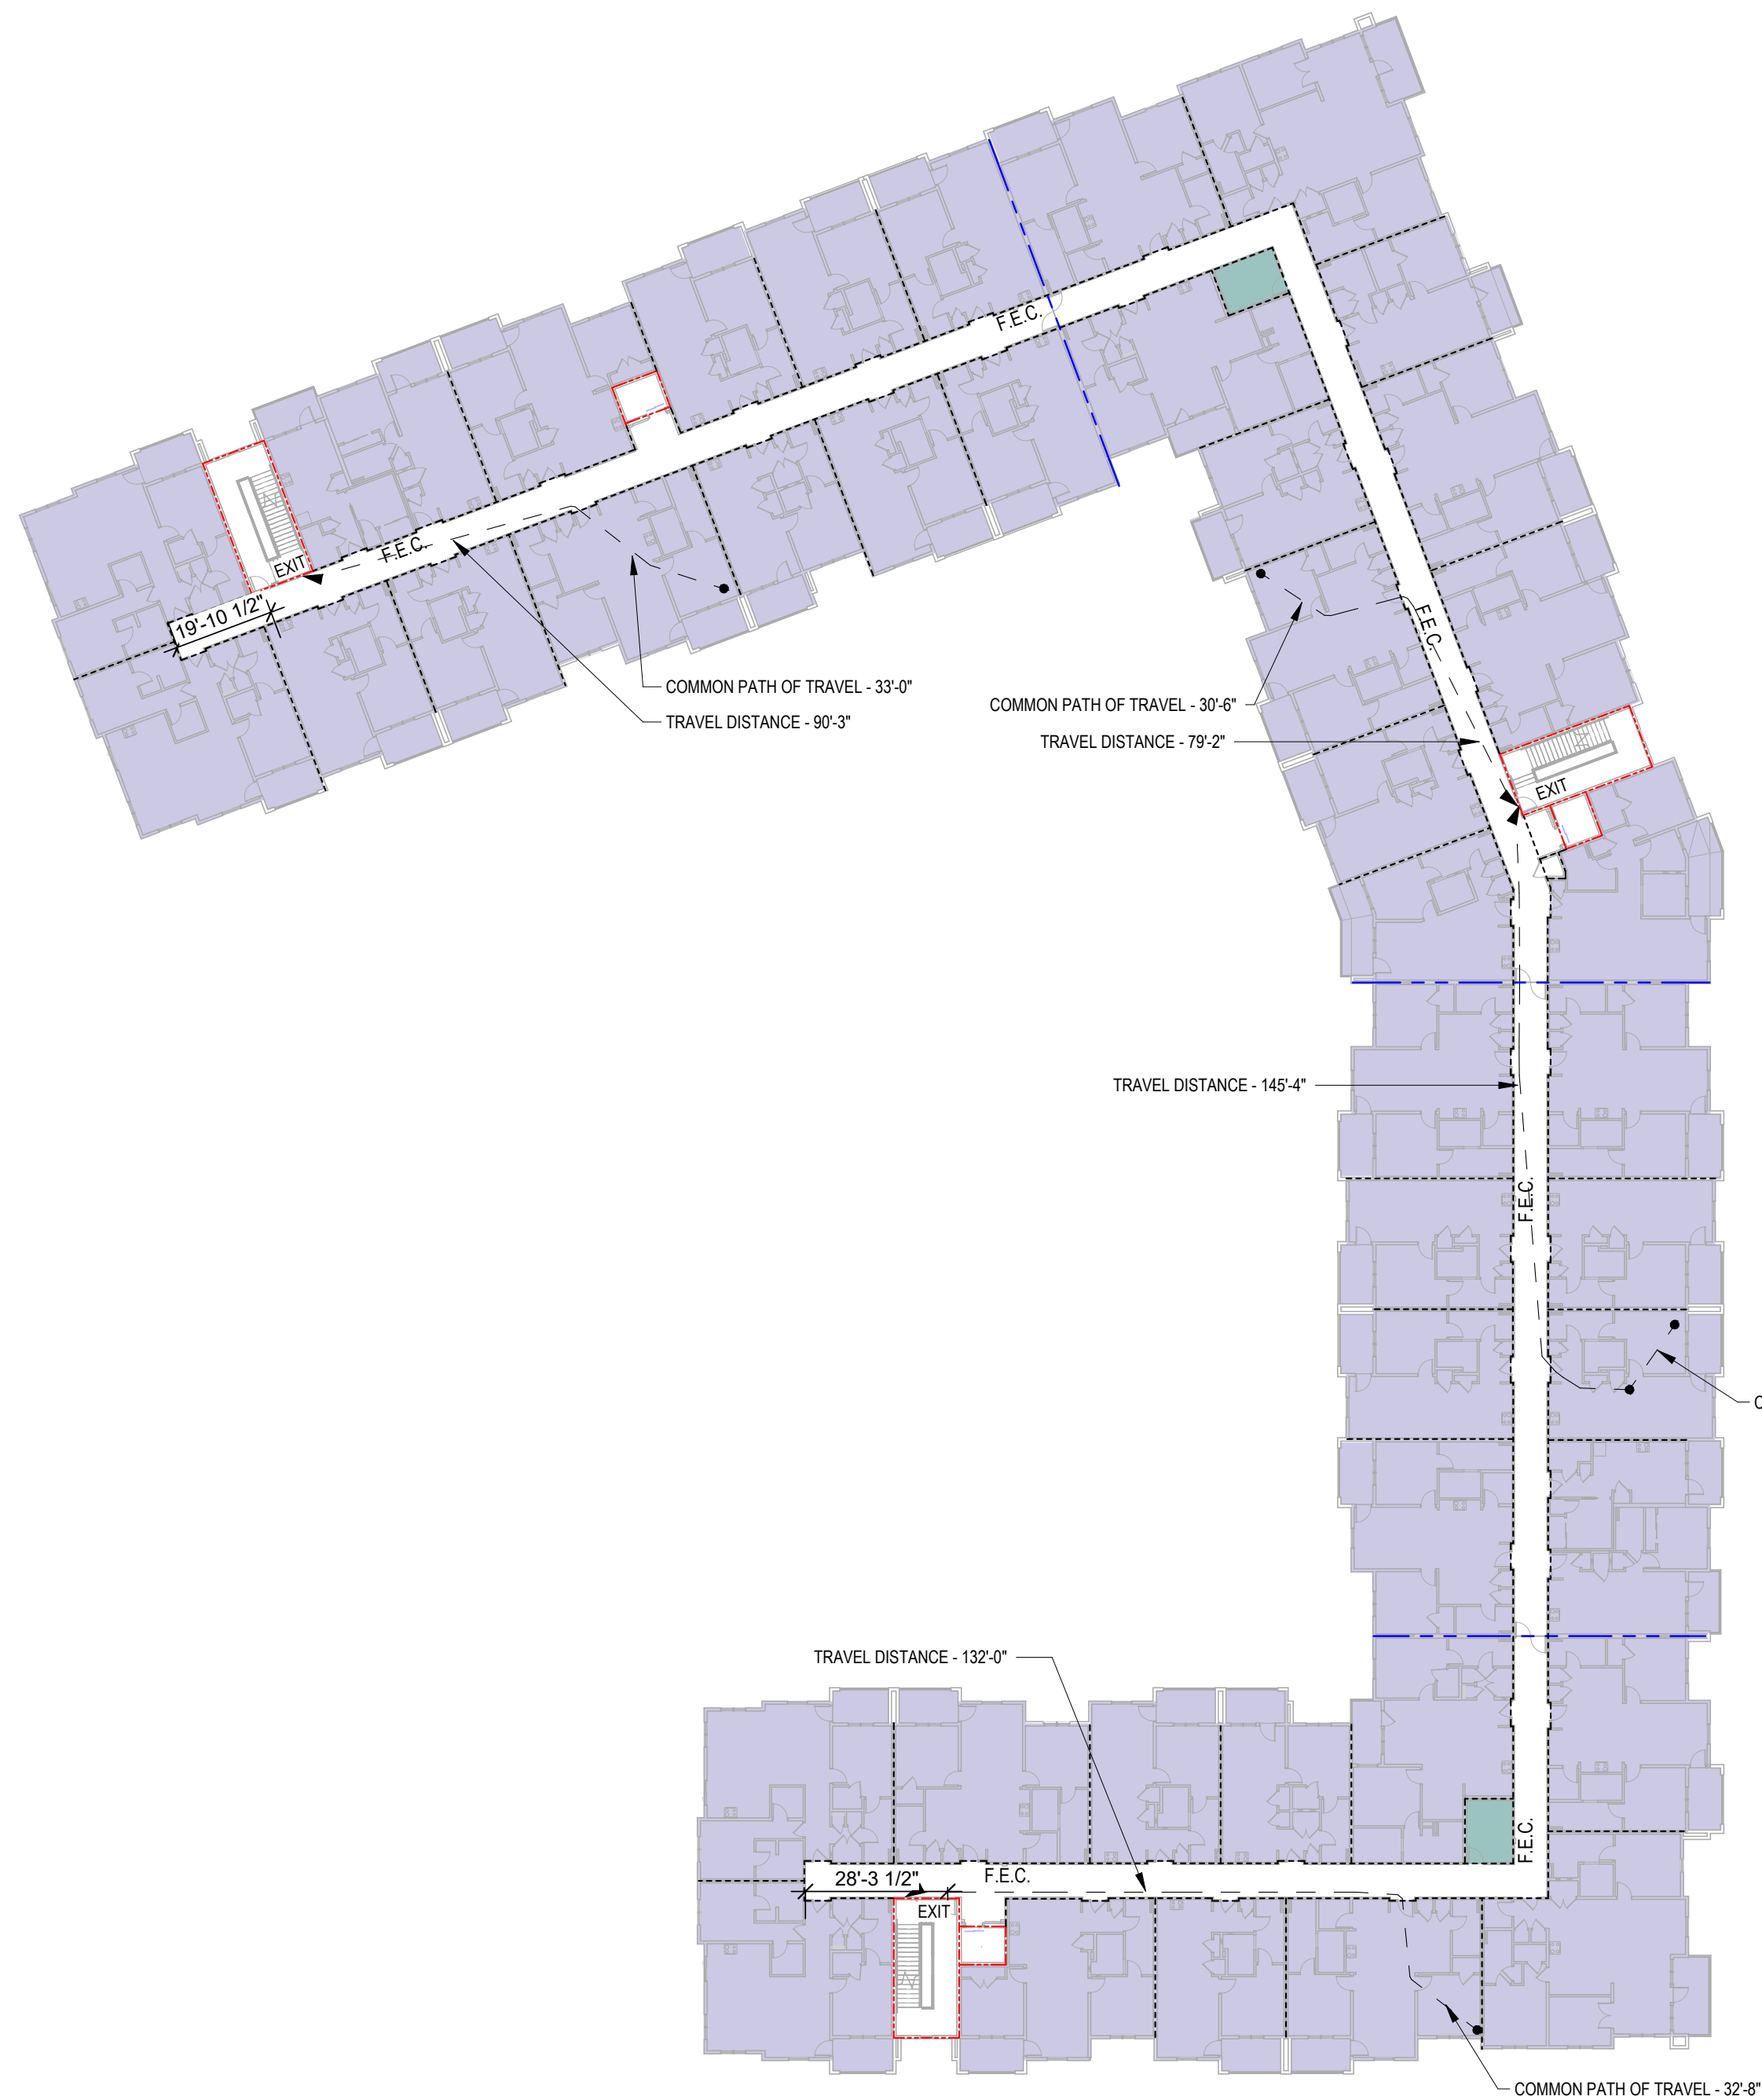 F.E.C.
F.E.C.
EXIT
19'-10 1/2"
COMMON PATH OF TRAVEL - 33'-0"
TRAVEL DISTANCE - 90'-3"
F.E.C.
COMMON PATH OF TRAVEL - 30'-6"
TRAVEL DISTANCE - 79'-2"
EXIT
TRAVEL DISTANCE - 145'-4"
F.E.C.
C
TRAVEL DISTANCE - 132'-0"
F.E.C.
28'-3 1/2"
F.E.C.
EXIT
COMMON PATH OF TRAVEL - 32'-8"